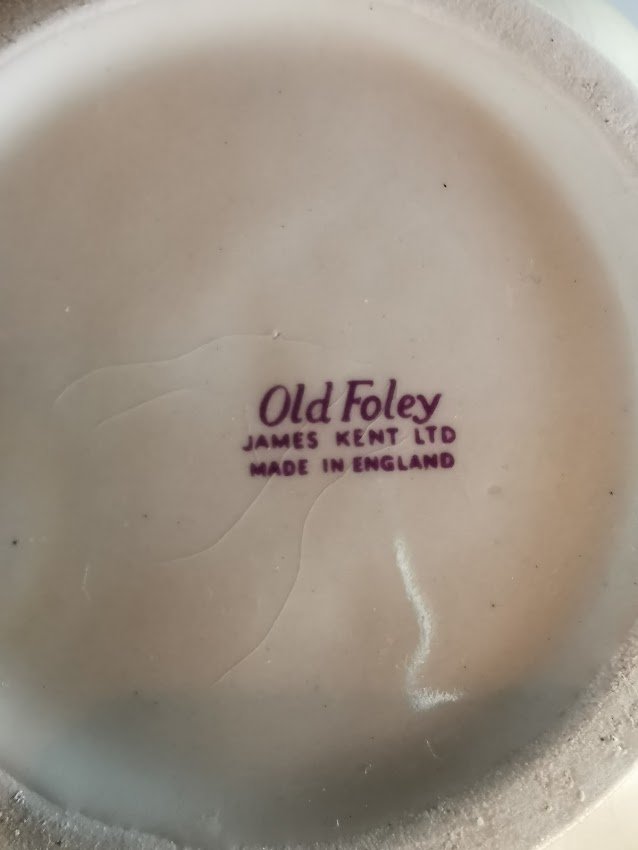 Old Foley
JAMES KENT LTD
MADE IN ENGLAND